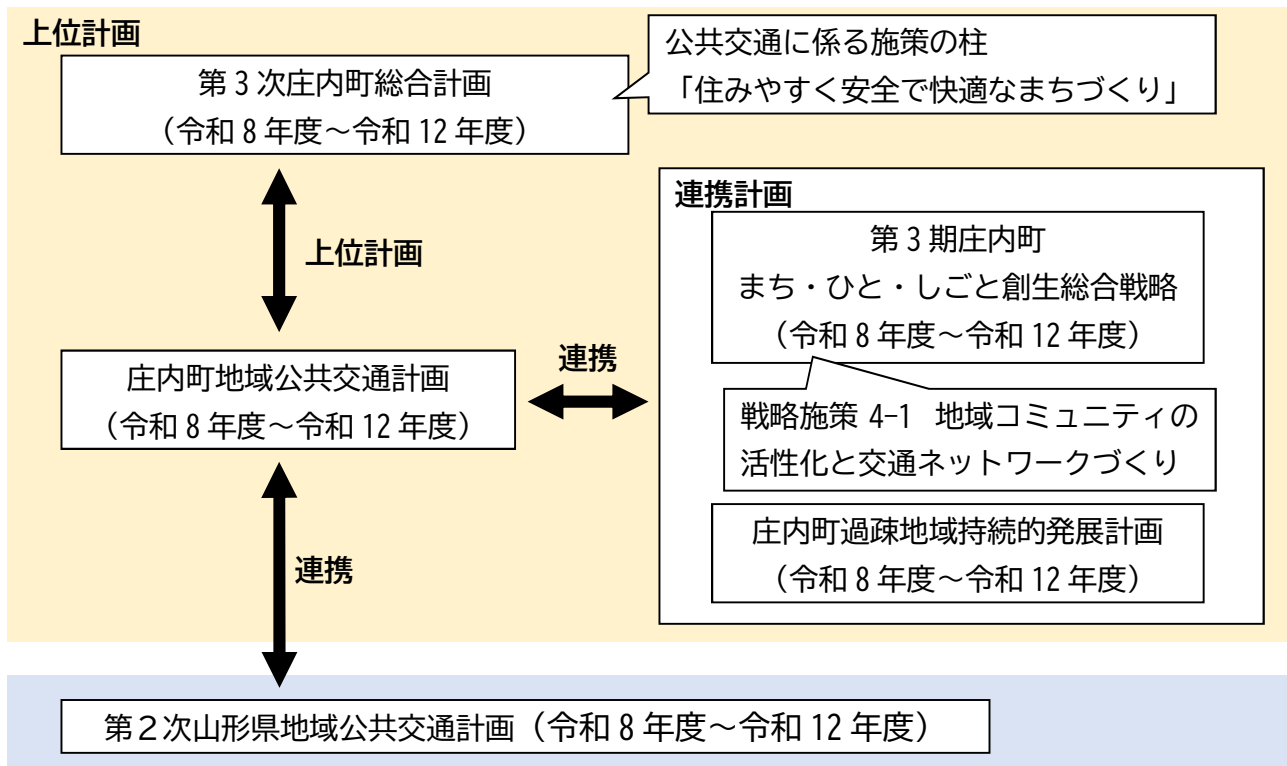 上位計画
第3次庄内町総合計画
（令和8年度～令和12年度）
公共交通に係る施策の柱
「住みやすく安全で快適なまちづくり」
上位計画
連携計画
第3期庄内町
まち・ひと・しごと創生総合戦略
（令和8年度～令和12年度）
戦略施策 4-1 地域コミュニティの
活性化と交通ネットワークづくり
庄内町過疎地域持続的発展計画
（令和8年度～令和12年度）
庄内町地域公共交通計画
（令和8年度～令和12年度）
連携
連携
第２次山形県地域公共交通計画（令和8年度～令和12年度）